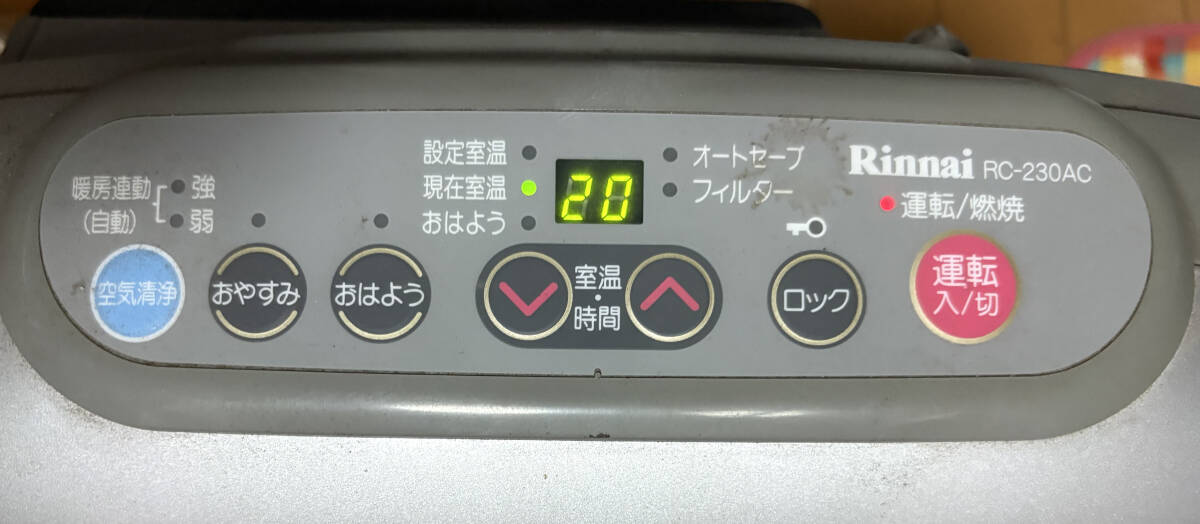 暖房連動
(自動)
強
弱
空気清浄
おやすみ
おはよう
設定室温
現在室温
おはよう
20
オートセーブ
フィルター
室温
・
時間
ロック
Rinnai RC-230AC
運転/燃焼
運転
入/切